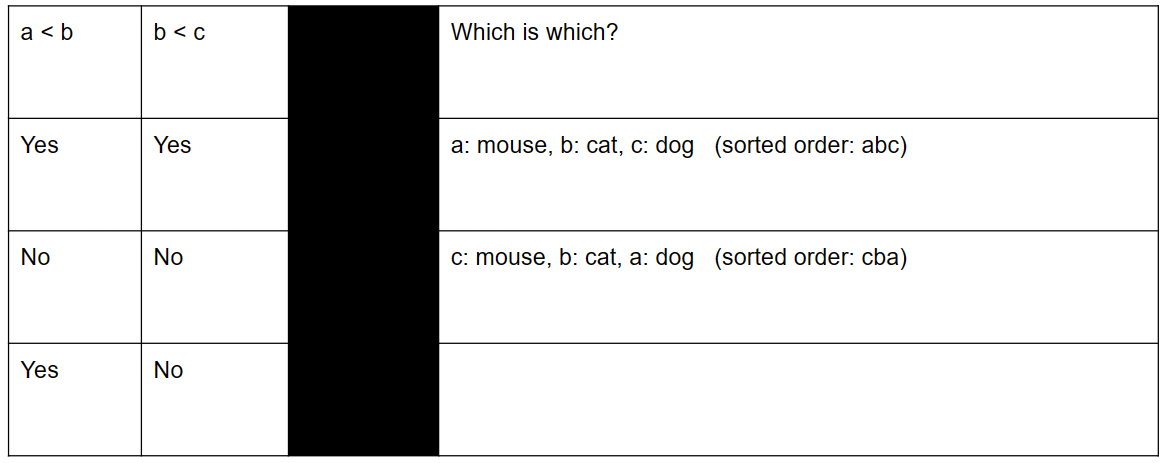 a < b b < c Which is which?
Yes Yes a: mouse, b: cat, c: dog (sorted order: abc)
No No c: mouse, b: cat, a: dog (sorted order: cba)
Yes No